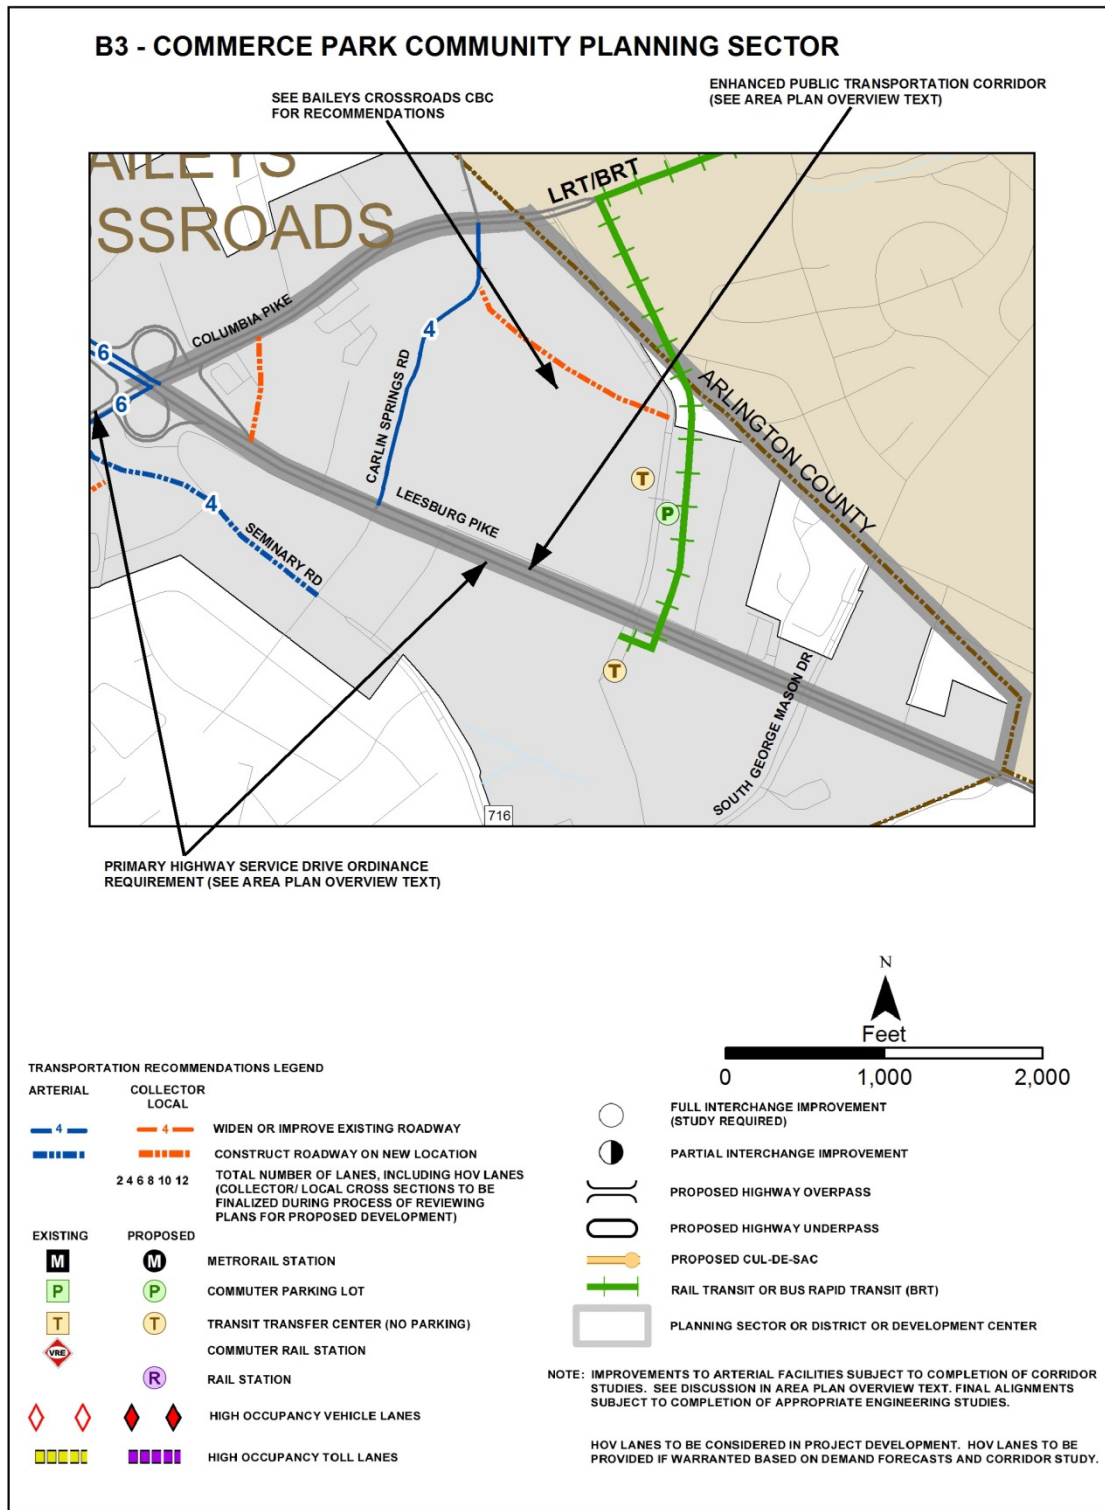 B3 - COMMERCE PARK COMMUNITY PLANNING SECTOR
SEE BAILEYS CROSSROADS CBC
FOR RECOMMENDATIONS
ENHANCED PUBLIC TRANSPORTATION CORRIDOR
(SEE AREA PLAN OVERVIEW TEXT)
AILEYS
SSROADS
LRT/BRT
COLUMBIA PIKE
6
6
4
CARLIN SPRINGS RD
ARLINGTON COUNTY
T
P
LEESBURG PIKE
4
SEMINARY RD
T
SOUTH GEORGE MASON DR
716
PRIMARY HIGHWAY SERVICE DRIVE ORDINANCE
REQUIREMENT (SEE AREA PLAN OVERVIEW TEXT)
N
Feet
0 1,000 2,000
TRANSPORTATION RECOMMENDATIONS LEGEND
ARTERIAL COLLECTOR
LOCAL
4 4 WIDEN OR IMPROVE EXISTING ROADWAY
CONSTRUCT ROADWAY ON NEW LOCATION
2 4 6 8 10 12 TOTAL NUMBER OF LANES, INCLUDING HOV LANES
(COLLECTOR/ LOCAL CROSS SECTIONS TO BE
FINALIZED DURING PROCESS OF REVIEWING
PLANS FOR PROPOSED DEVELOPMENT)
EXISTING PROPOSED
M M METRORAIL STATION
P P COMMUTER PARKING LOT
T T TRANSIT TRANSFER CENTER (NO PARKING)
VRE COMMUTER RAIL STATION
R RAIL STATION
HIGH OCCUPANCY VEHICLE LANES
HIGH OCCUPANCY TOLL LANES
FULL INTERCHANGE IMPROVEMENT
(STUDY REQUIRED)
PARTIAL INTERCHANGE IMPROVEMENT
PROPOSED HIGHWAY OVERPASS
PROPOSED HIGHWAY UNDERPASS
PROPOSED CUL-DE-SAC
RAIL TRANSIT OR BUS RAPID TRANSIT (BRT)
PLANNING SECTOR OR DISTRICT OR DEVELOPMENT CENTER
NOTE: IMPROVEMENTS TO ARTERIAL FACILITIES SUBJECT TO COMPLETION OF CORRIDOR
STUDIES. SEE DISCUSSION IN AREA PLAN OVERVIEW TEXT. FINAL ALIGNMENTS
SUBJECT TO COMPLETION OF APPROPRIATE ENGINEERING STUDIES.
HOV LANES TO BE CONSIDERED IN PROJECT DEVELOPMENT. HOV LANES TO BE
PROVIDED IF WARRANTED BASED ON DEMAND FORECASTS AND CORRIDOR STUDY.